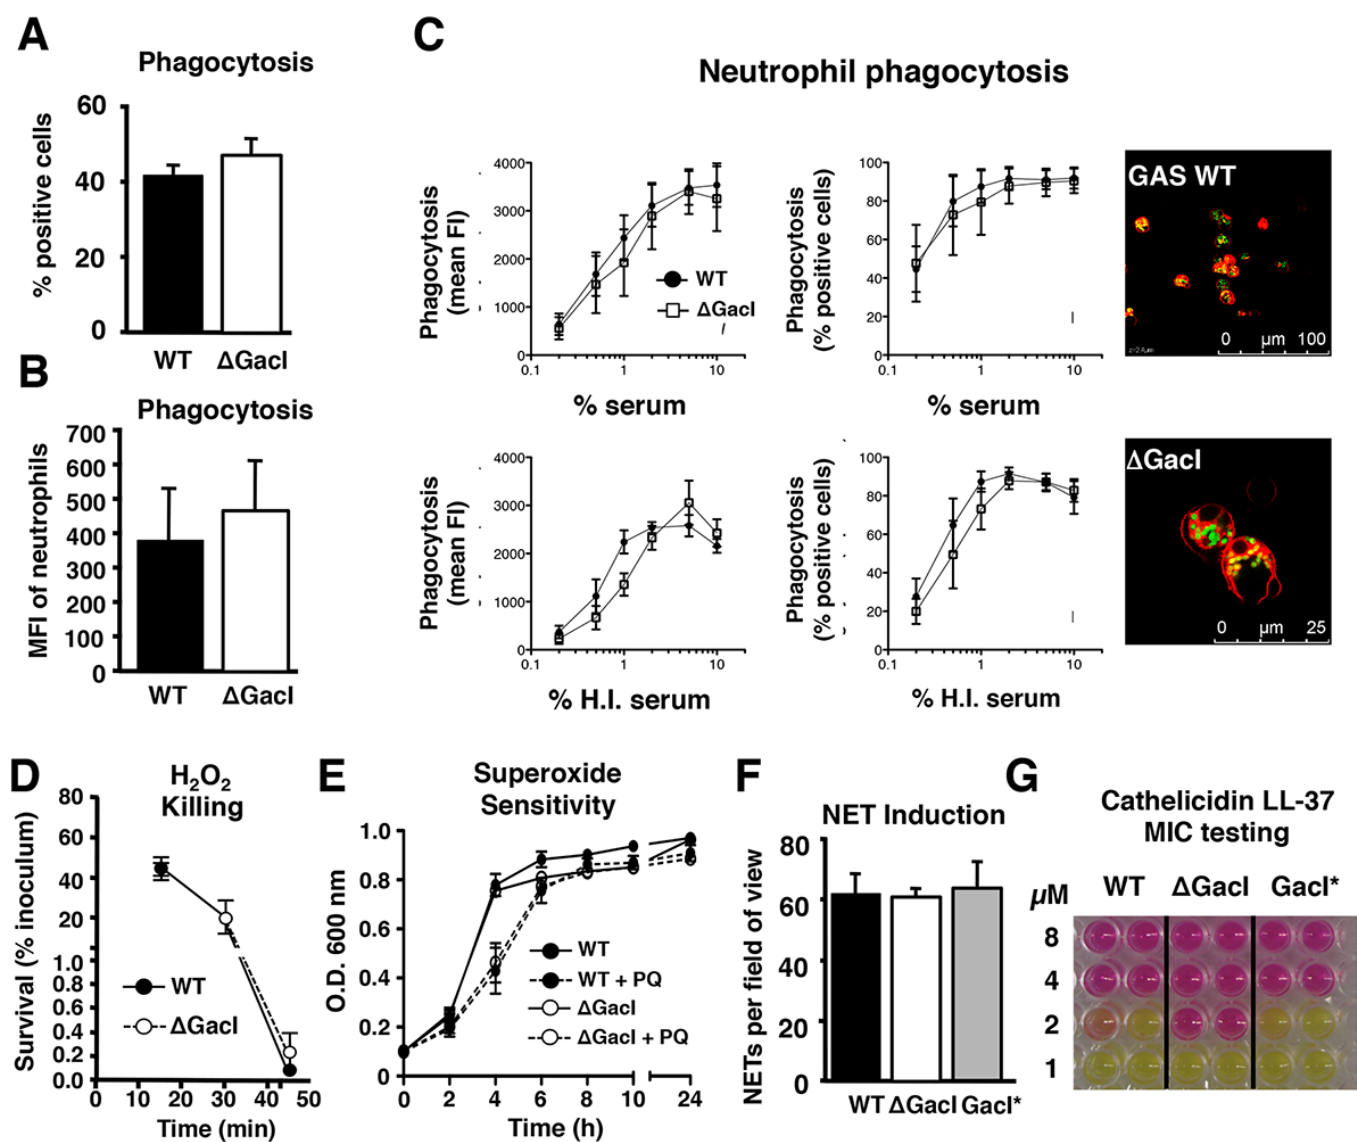 A
Phagocytosis
% positive cells
60
40
20
0
WT ΔGacI
B
Phagocytosis
MFI of neutrophils
700
600
500
400
300
200
100
0
WT ΔGacI
C
Neutrophil phagocytosis
Phagocytosis
(mean FI)
4000
3000
2000
1000
0
0.1 1 10
% serum
WT
ΔGacI
Phagocytosis
(% positive cells)
100
80
60
40
20
0
0.1 1 10
% serum
GAS WT
0 µm 100
Phagocytosis
(mean FI)
4000
3000
2000
1000
0
0.1 1 10
% H.I. serum
Phagocytosis
(% positive cells)
100
80
60
40
20
0
0.1 1 10
% H.I. serum
ΔGacI
0 µm 25
D
H₂O₂
Killing
Survival (% inoculum)
80
60
40
20
1.0
0.8
0.6
0.4
0.2
0.0
WT
ΔGacI
0 10 20 30 40 50
Time (min)
E
Superoxide
Sensitivity
O.D. 600 nm
1.0
0.8
0.6
0.4
0.2
0
WT
WT + PQ
ΔGacI
ΔGacI + PQ
0 2 4 6 8 10 24
Time (h)
F
NET Induction
NETs per field of view
80
60
40
20
0
WT ΔGacI GacI*
G
Cathelicidin LL-37
MIC testing
µM WT ΔGacI GacI*
8
4
2
1